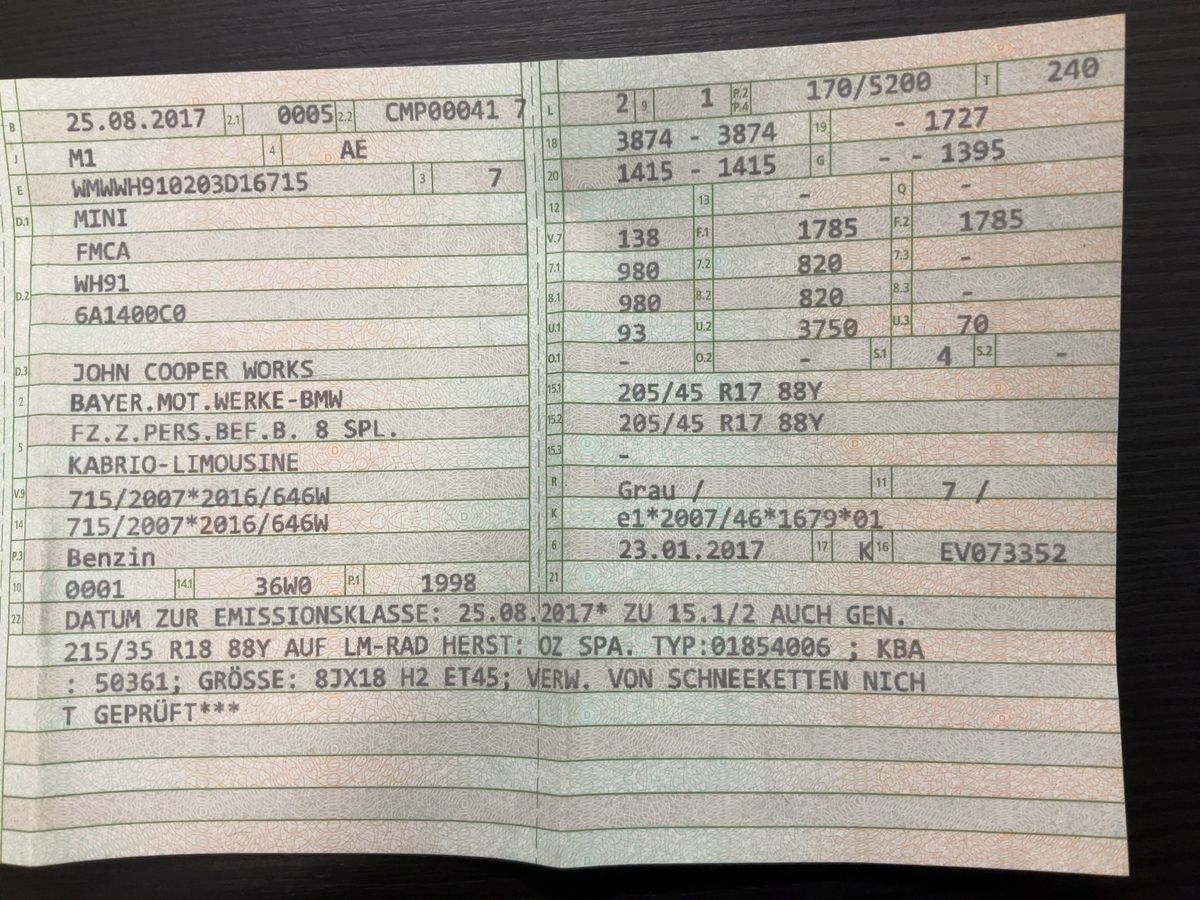 B 25.08.2017 2.1 0005 2.2 CMP00041 7
J M1 4 AE
E WMWWH910203D16715 3 7
D.1 MINI
FMCA
D.2 WH91
6A1400C0
D.3 JOHN COOPER WORKS
2 BAYER.MOT.WERKE-BMW
5 FZ.Z.PERS.BEF.B. 8 SPL.
KABRIO-LIMOUSINE
V.9 715/2007*2016/646W
14 715/2007*2016/646W
P.3 Benzin
10 0001 14.1 36W0 P.1 1998
L 2 9 1 P.2 P.4 170/5200 T 240
18 3874 - 3874 19 - 1727
20 1415 - 1415 G - - 1395
12 13 - Q -
V.7 138 F.1 1785 F.2 1785
7.1 980 7.2 820 7.3 -
8.1 980 8.2 820 8.3 -
U.1 93 U.2 3750 U.3 70
O.1 - O.2 - S.1 4 S.2 -
15.1 205/45 R17 88Y
15.2 205/45 R17 88Y
15.3 -
R Grau / 11 7 /
K e1*2007/46*1679*01
6 23.01.2017 17 K 16 EV073352
21
22 DATUM ZUR EMISSIONSKLASSE: 25.08.2017* ZU 15.1/2 AUCH GEN.
215/35 R18 88Y AUF LM-RAD HERST: OZ SPA. TYP:01854006 ; KBA
: 50361; GRÖSSE: 8JX18 H2 ET45; VERW. VON SCHNEEKETTEN NICH
T GEPRÜFT***